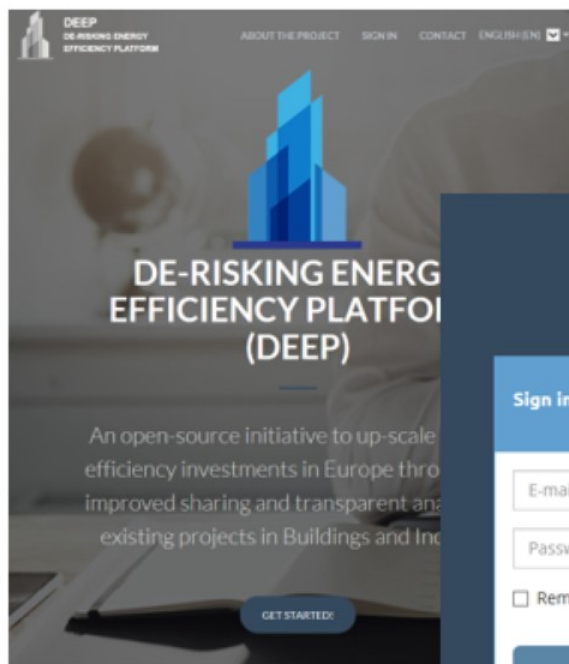 DEEP
DE-RISKING ENERGY
EFFICIENCY PLATFORM
ABOUT THE PROJECT SIGN IN CONTACT ENGLISH (EN)
DE-RISKING ENERG
EFFICIENCY PLATFO
(DEEP)
An open-source initiative to up-scale
efficiency investments in Europe thro
improved sharing and transparent ana
existing projects in Buildings and Ind
GET STARTED!
Sign in
E-mai
Passw
Rem